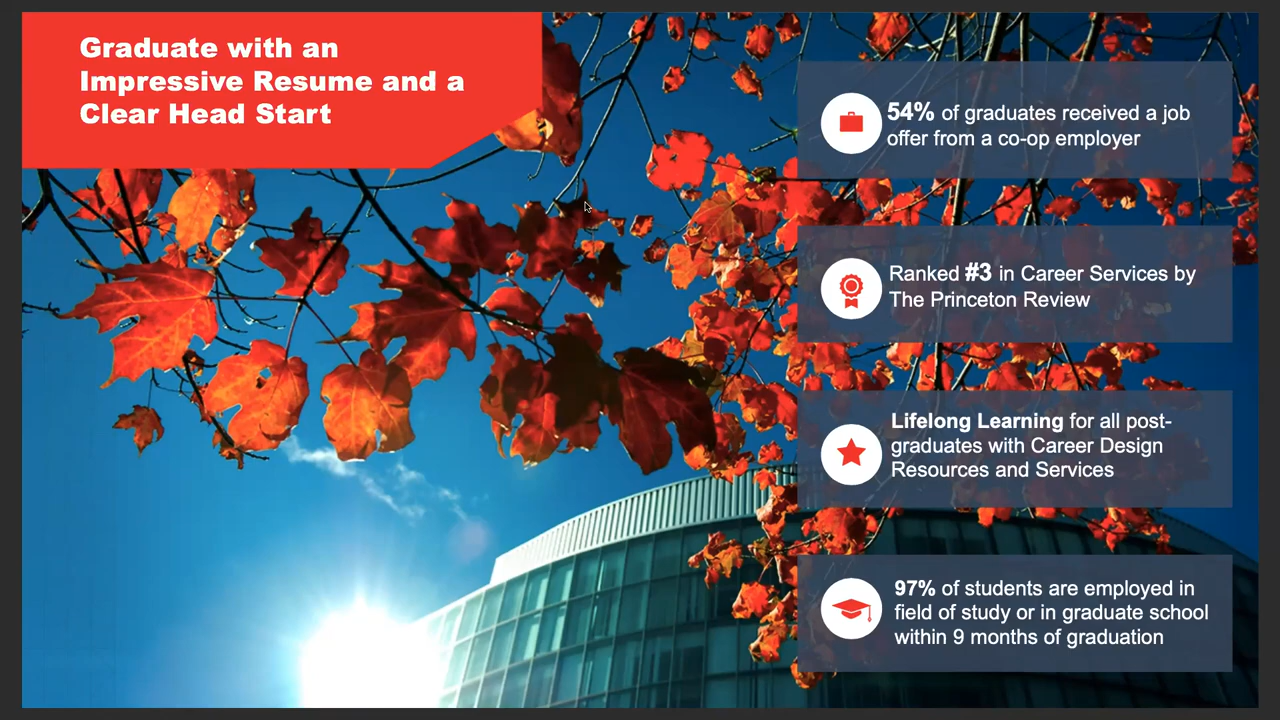 Graduate with an
Impressive Resume and a
Clear Head Start
54% of graduates received a job
offer from a co-op employer
Ranked #3 in Career Services by
The Princeton Review
Lifelong Learning for all post-
graduates with Career Design
Resources and Services
97% of students are employed in
field of study or in graduate school
within 9 months of graduation